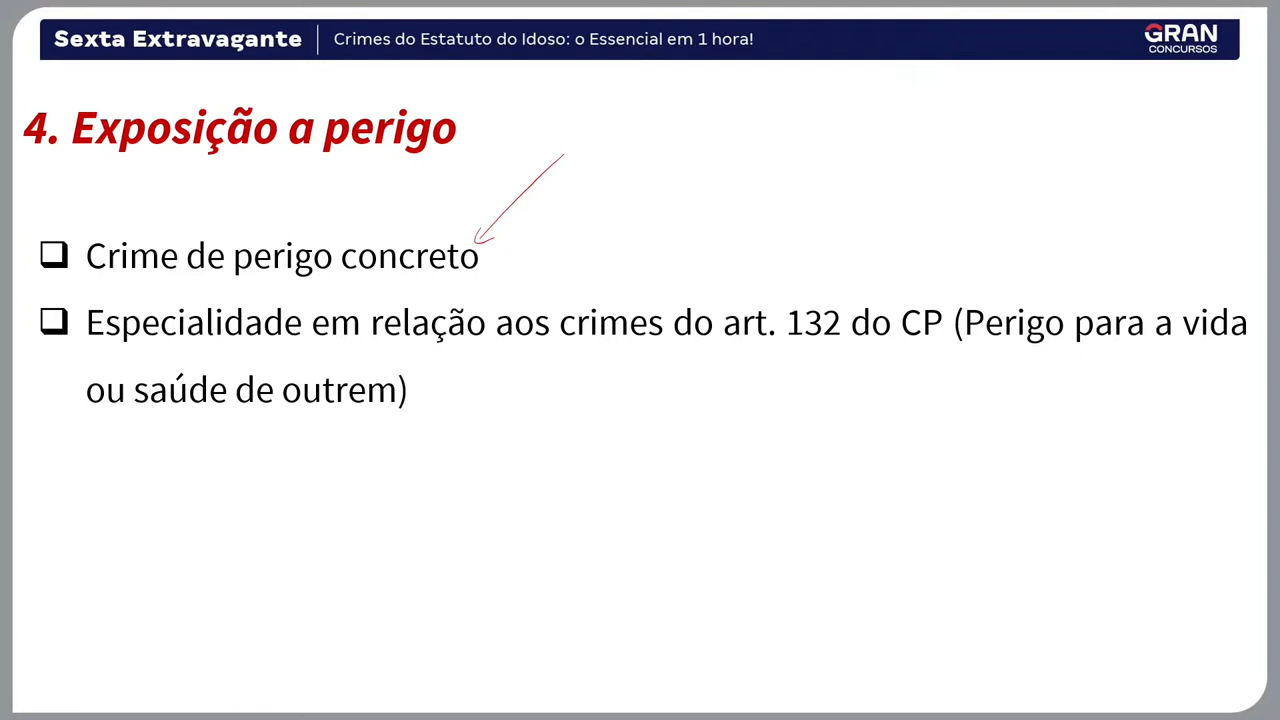 Sexta Extravagante
Crimes do Estatuto do Idoso: o Essencial em 1 hora!
GRAN
CONCURSOS
4. Exposição a perigo
Crime de perigo concreto
Especialidade em relação aos crimes do art. 132 do CP (Perigo para a vida
ou saúde de outrem)